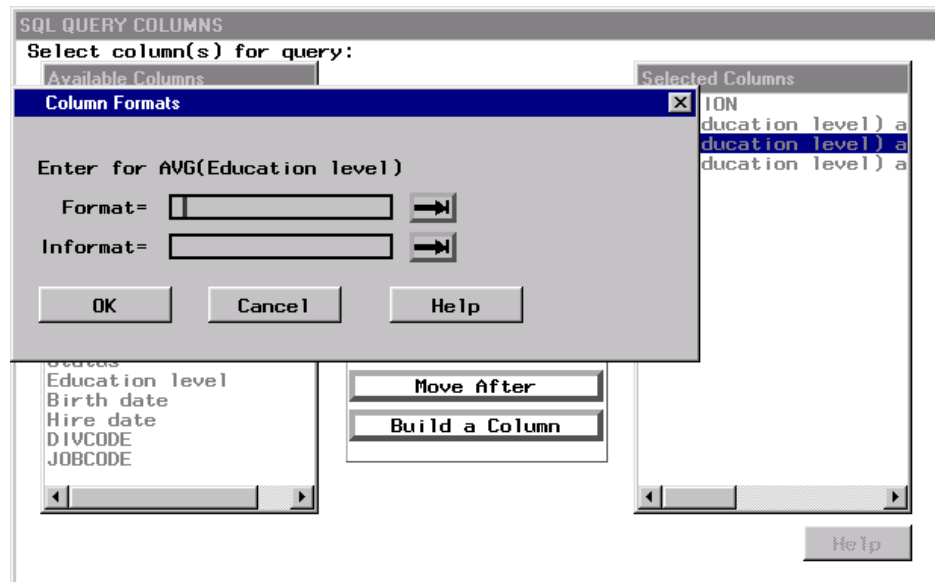 SQL QUERY COLUMNS
Select column(s) for query:
Available Columns
Selected Columns
Column Formats
ION
ducation level) a
ducation level) a
ducation level) a
Enter for AVG(Education level)
Format=
Informat=
OK
Cancel
Help
Status
Education level
Birth date
Hire date
DIVCODE
JOBCODE
Move After
Build a Column
Help